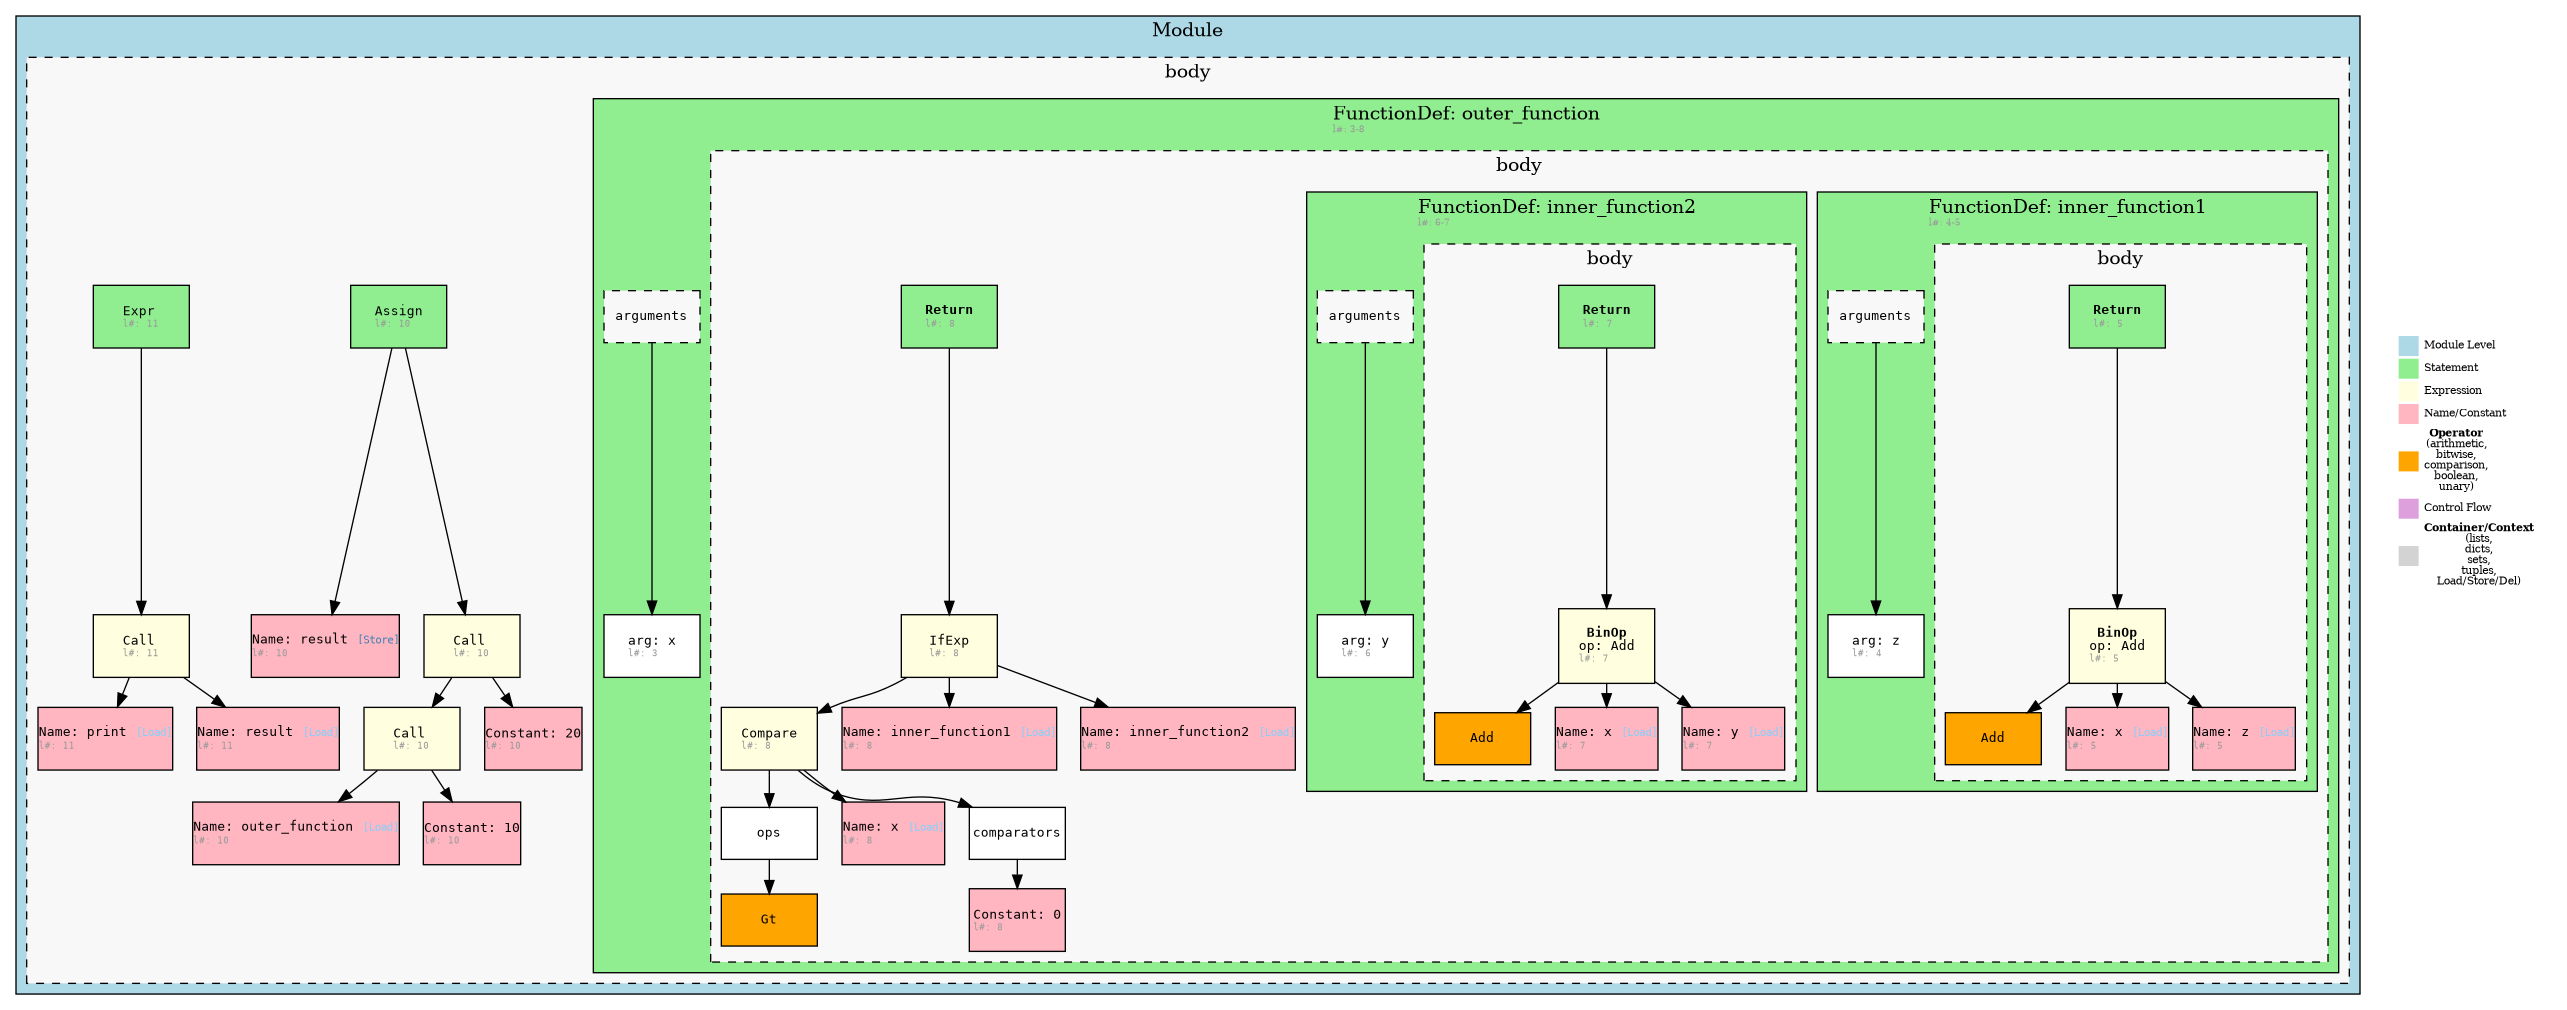 Module
body
FunctionDef: outer_function
l#: 3-8
body
FunctionDef: inner_function2
l#: 6-7
FunctionDef: inner_function1
l#: 4-5
body
body
Expr
l#: 11
Assign
l#: 10
arguments
Return
l#: 8
arguments
Return
l#: 7
arguments
Return
l#: 5
Call
l#: 11
Name: result [Store]
l#: 10
Call
l#: 10
arg: x
l#: 3
IfExp
l#: 8
arg: y
l#: 6
BinOp
op: Add
l#: 7
arg: z
l#: 4
BinOp
op: Add
l#: 5
Name: print [Load]
l#: 11
Name: result [Load]
l#: 11
Call
l#: 10
Constant: 20
l#: 10
Compare
l#: 8
Name: inner_function1 [Load]
l#: 8
Name: inner_function2 [Load]
l#: 8
Add
Name: x [Load]
l#: 7
Name: y [Load]
l#: 7
Add
Name: x [Load]
l#: 5
Name: z [Load]
l#: 5
Name: outer_function [Load]
l#: 10
Constant: 10
l#: 10
ops
Name: x [Load]
l#: 8
comparators
Gt
Constant: 0
l#: 8
Module Level
Statement
Expression
Name/Constant
Operator
(arithmetic,
bitwise,
comparison,
boolean,
unary)
Control Flow
Container/Context
(lists,
dicts,
sets,
tuples,
Load/Store/Del)